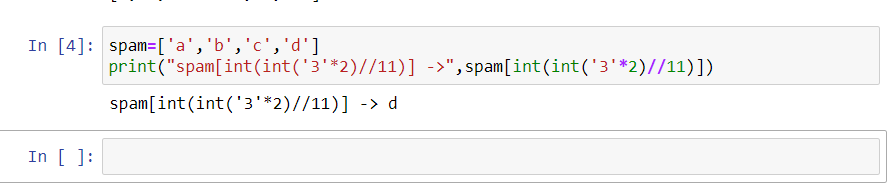 In [4]: spam=['a','b','c','d']
print("spam[int(int('3'*2)//11)] ->",spam[int(int('3'*2)//11)])
spam[int(int('3'*2)//11)] -> d
In [ ]: